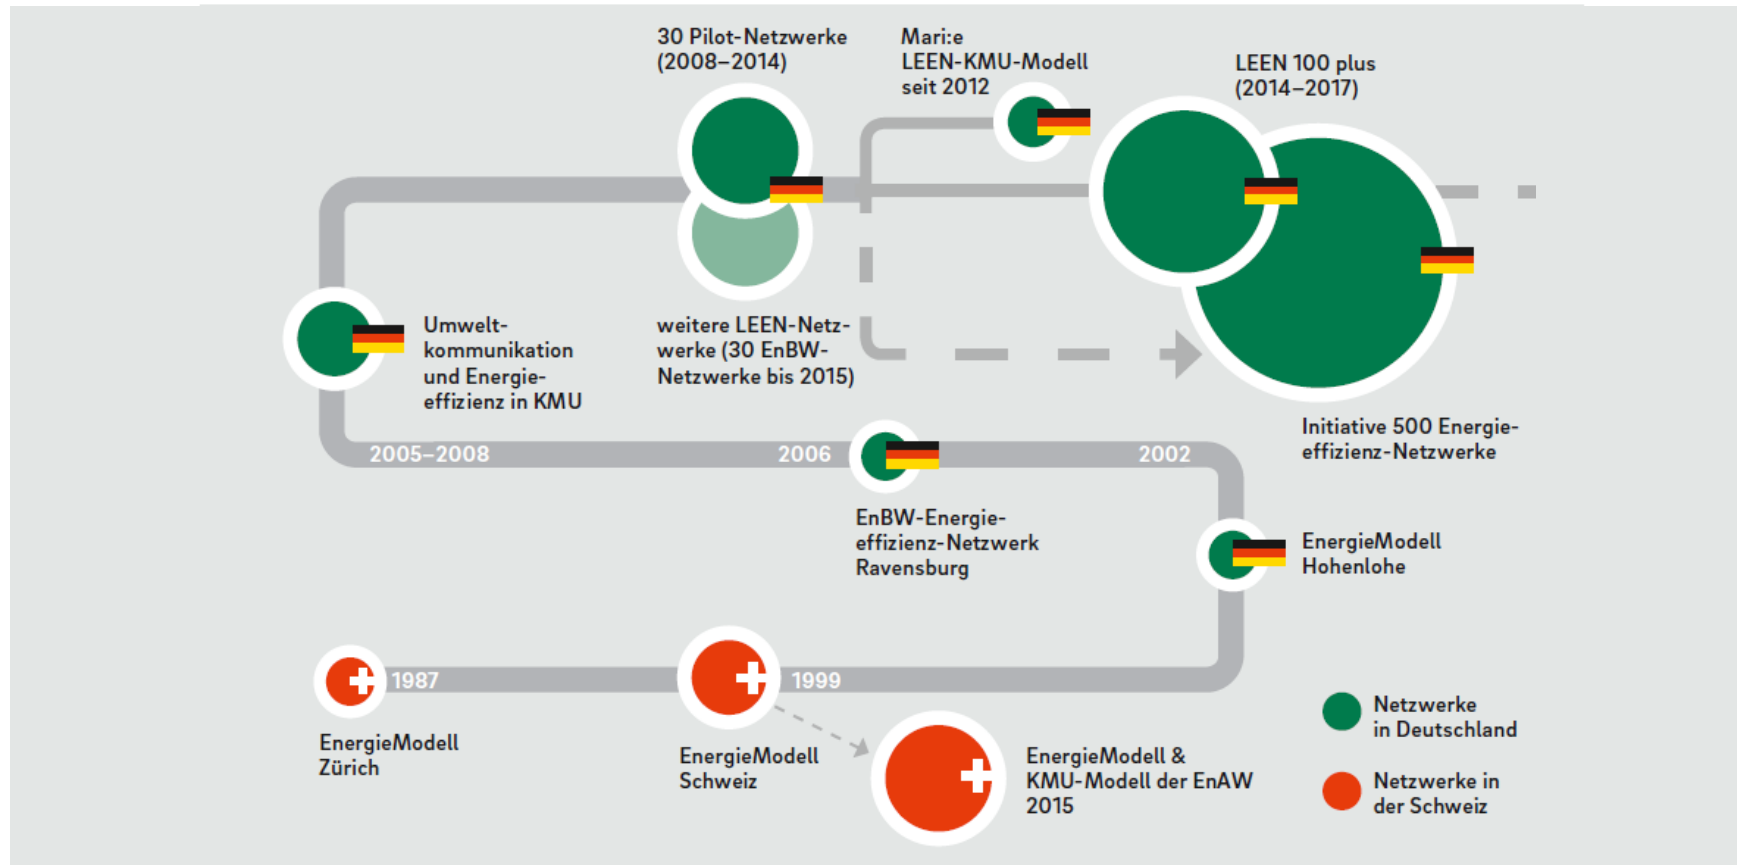 30 Pilot-Netzwerke
(2008–2014)
Mari:e
LEEN-KMU-Modell
seit 2012
LEEN 100 plus
(2014–2017)
Umwelt-
kommunikation
und Energie-
effizienz in KMU
weitere LEEN-Netz-
werke (30 EnBW-
Netzwerke bis 2015)
Initiative 500 Energie-
effizienz-Netzwerke
2005–2008
2006
2002
EnBW-Energie-
effizienz-Netzwerk
Ravensburg
EnergieModell
Hohenlohe
1987
1999
EnergieModell
Zürich
EnergieModell
Schweiz
EnergieModell &
KMU-Modell der EnAW
2015
Netzwerke
in Deutschland
Netzwerke in
der Schweiz